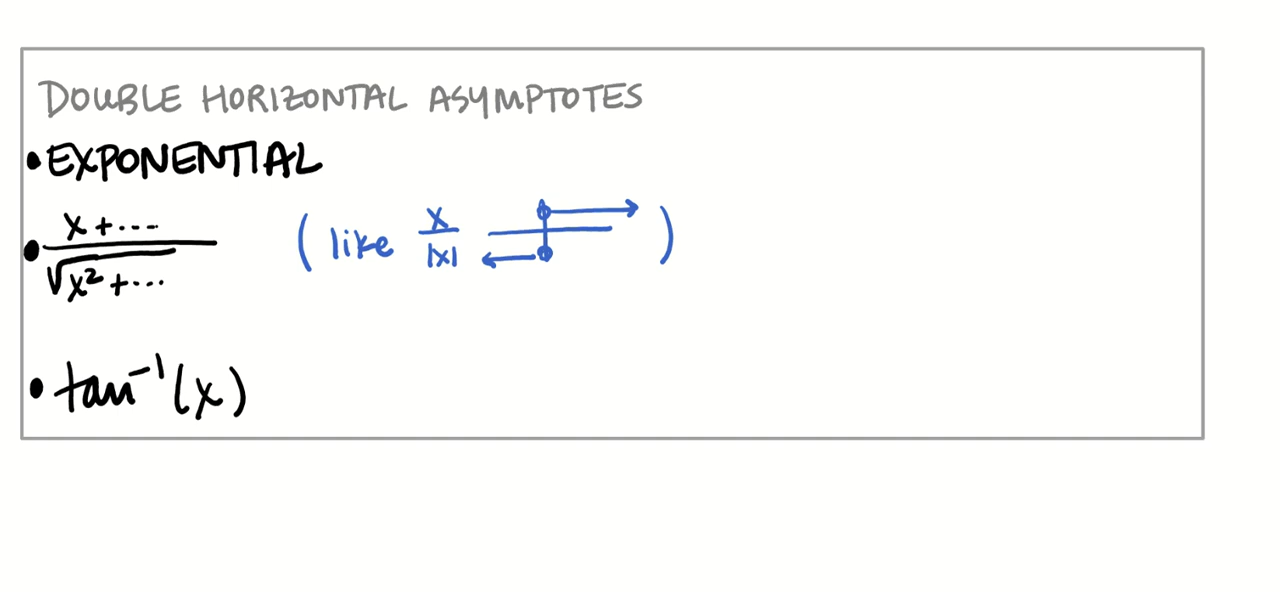 DOUBLE HORIZONTAL ASYMPTOTES
• EXPONENTIAL
• x + ... / √x² + ... (like x / |x| )
• tan⁻¹(x)